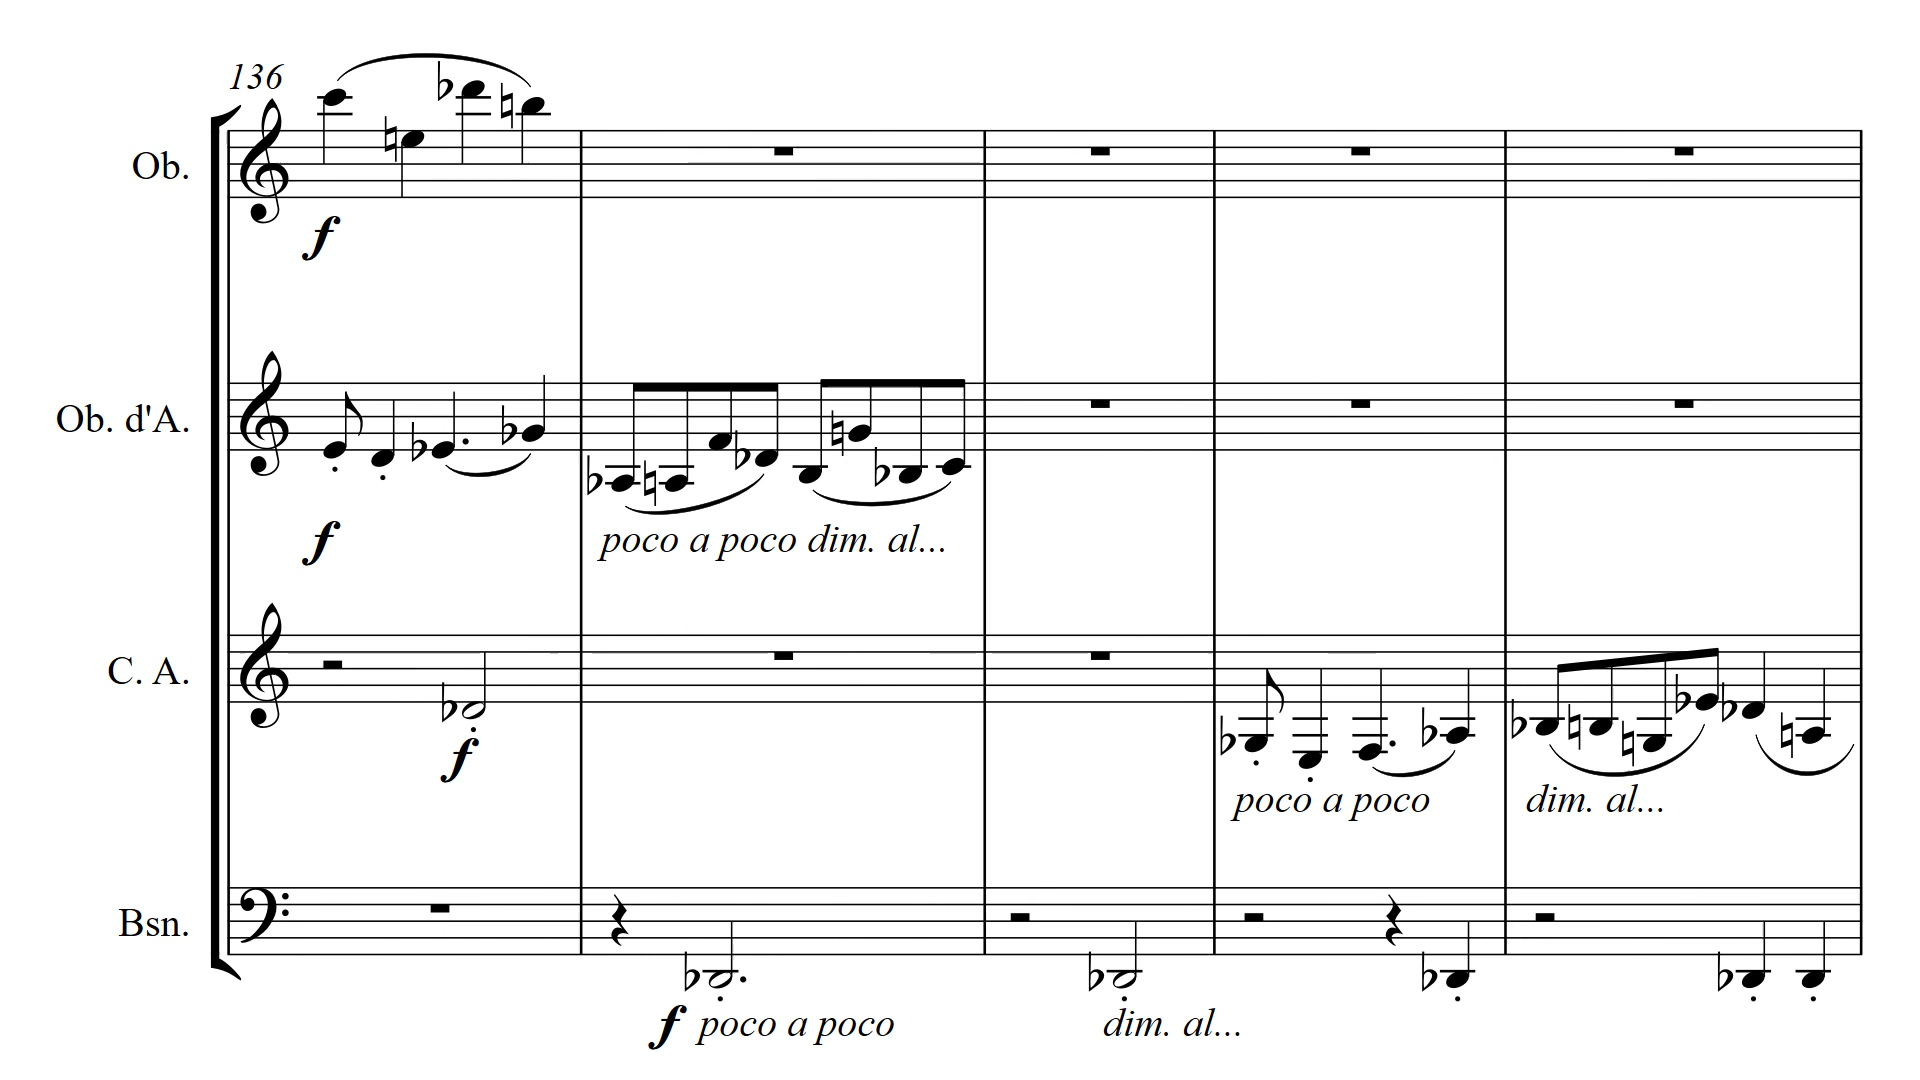 136
Ob.
f
Ob. d'A.
f
poco a poco dim. al...
C. A.
f
poco a poco dim. al...
Bsn.
f poco a poco dim. al...